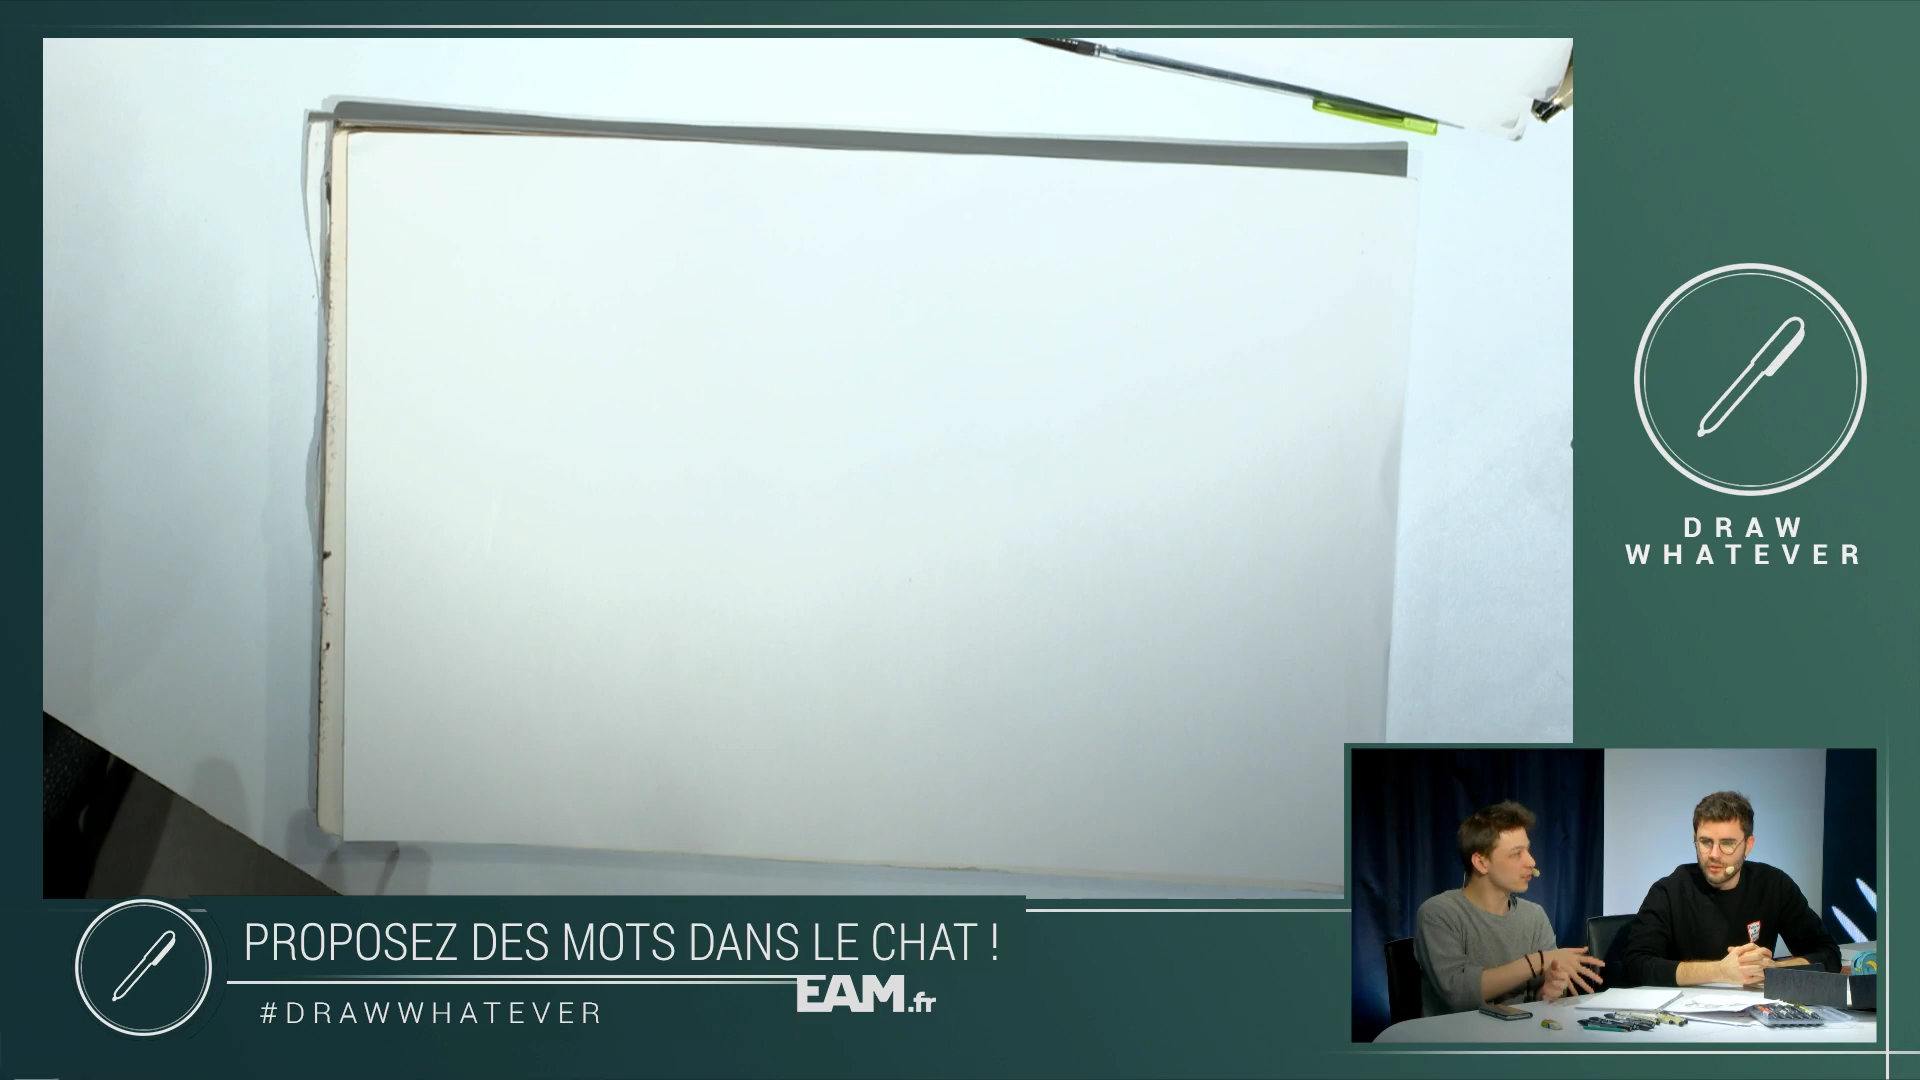 DRAW
WHATEVER
PROPOSEZ DES MOTS DANS LE CHAT !
EAM.fr
#DRAWWHATEVER